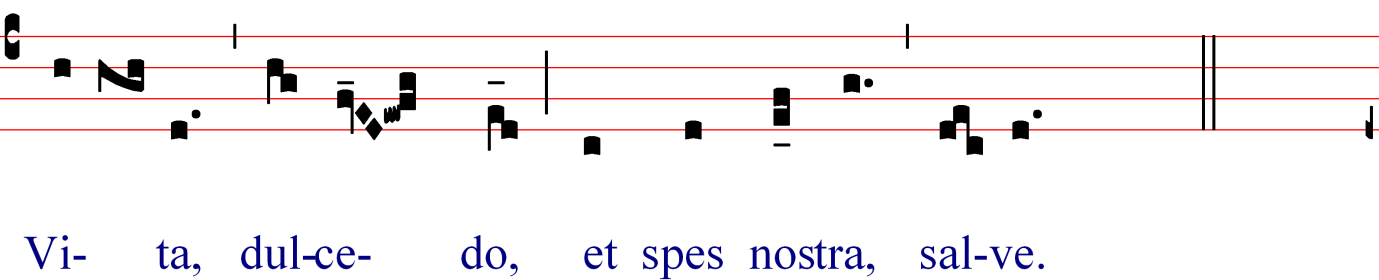 Vi- ta, dul-ce- do, et spes nostra, sal-ve.